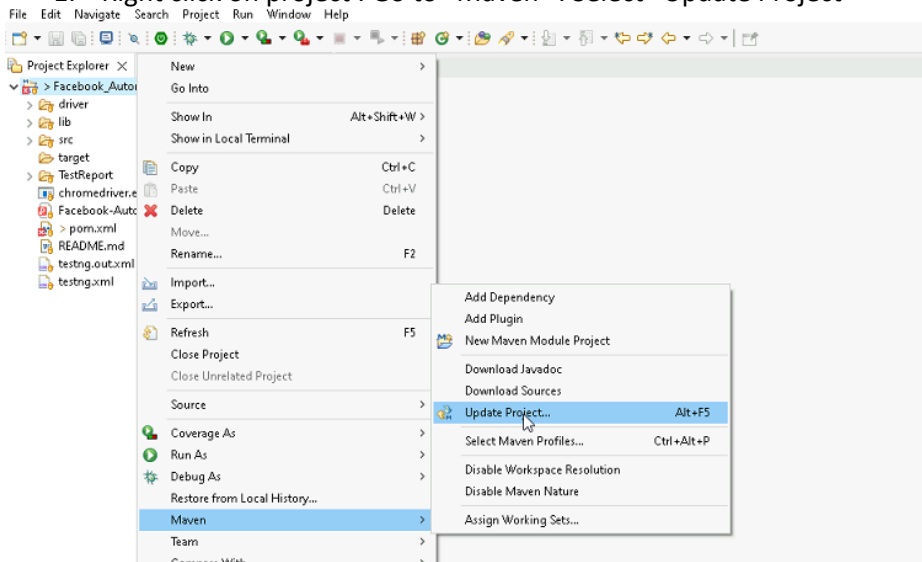 Right click on project : Go to "Maven" : Select "Update Project"
File Edit Navigate Search Project Run Window Help
Project Explorer
> Facebook_Auto
driver
lib
src
target
TestReport
chromedriver.e
Facebook-Auto
> pom.xml
README.md
testng.out.xml
testng.xml
New >
Go Into
Show In Alt+Shift+W >
Show in Local Terminal >
Copy Ctrl+C
Paste Ctrl+V
Delete Delete
Move...
Rename... F2
Import...
Export...
Refresh F5
Close Project
Close Unrelated Project
Source >
Coverage As >
Run As >
Debug As >
Restore from Local History...
Maven >
Team >
Compare With
Add Dependency
Add Plugin
New Maven Module Project
Download Javadoc
Download Sources
Update Project... Alt+F5
Select Maven Profiles... Ctrl+Alt+P
Disable Workspace Resolution
Disable Maven Nature
Assign Working Sets...